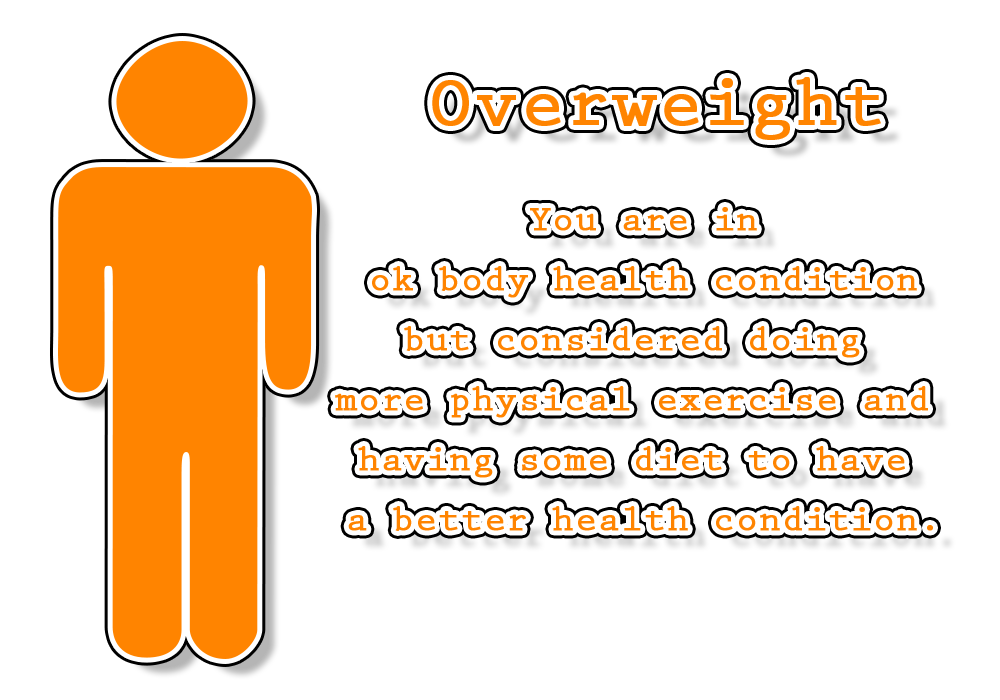 Overweight
You are in
ok body health condition
but considered doing
more physical exercise and
having some diet to have
a better health condition.